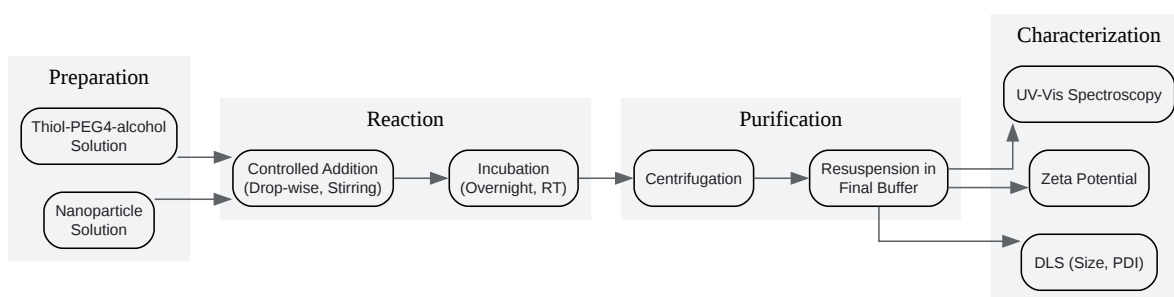 Preparation
Thiol-PEG4-alcohol
Solution
Nanoparticle
Solution
Reaction
Controlled Addition
(Drop-wise, Stirring)
Incubation
(Overnight, RT)
Purification
Centrifugation
Resuspension in
Final Buffer
Characterization
UV-Vis Spectroscopy
Zeta Potential
DLS (Size, PDI)